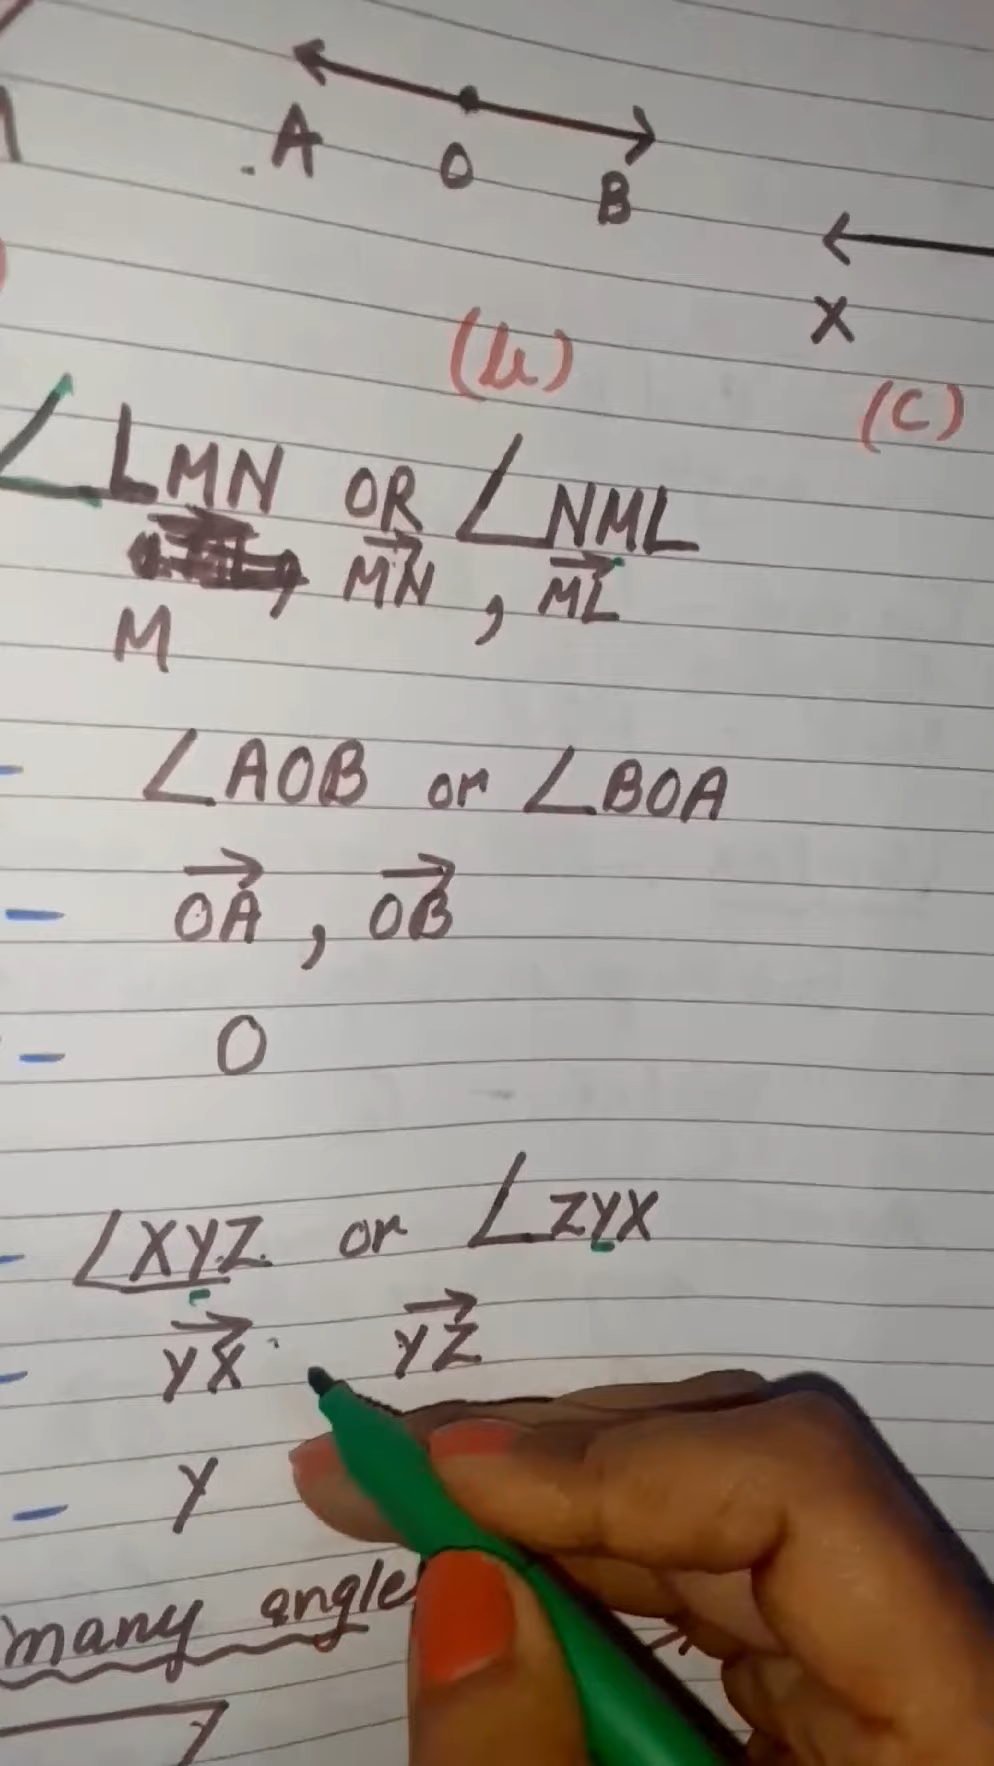 A O B
X
(b)
(C)
∠LMN OR ∠NML
MN→, ML→
M
∠AOB or ∠BOA
OA→, OB→
O
∠XYZ or ∠ZYX
YX→ YZ→
Y
many angle